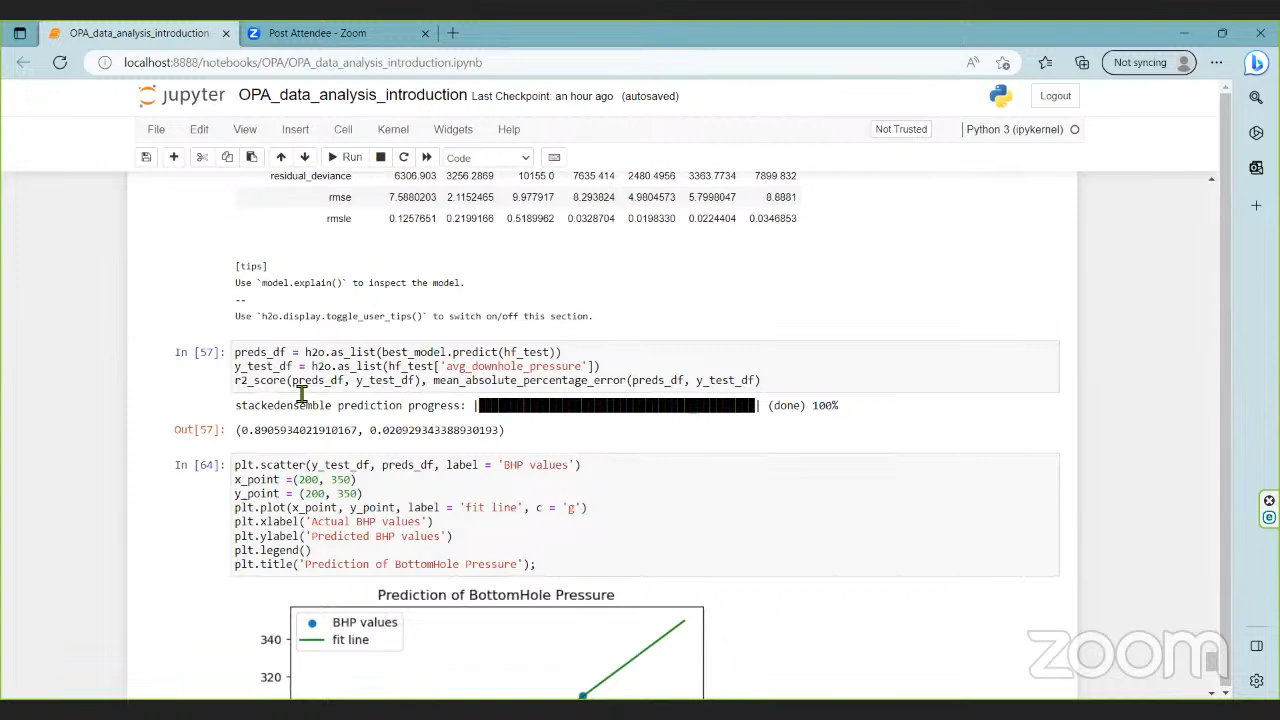 OPA_data_analysis_introduction
Post Attendee - Zoom
localhost:8888/notebooks/OPA/OPA_data_analysis_introduction.ipynb
Not syncing
jupyter OPA_data_analysis_introduction Last Checkpoint: an hour ago (autosaved)
Logout
File Edit View Insert Cell Kernel Widgets Help
Not Trusted
Python 3 (ipykernel)
Run
Code
residual_deviance 6306.903 3256.2869 10155.0 7635.414 2480.4956 3363.7734 7899.832
rmse 7.5880203 2.1152465 9.977917 8.293824 4.9804573 5.7998047 8.8881
rmsle 0.1257651 0.2199166 0.5189962 0.0328704 0.0198330 0.0224404 0.0346853
[tips]
Use `model.explain()` to inspect the model.
--
Use `h2o.display.toggle_user_tips()` to switch on/off this section.
In [57]: preds_df = h2o.as_list(best_model.predict(hf_test))
y_test_df = h2o.as_list(hf_test['avg_downhole_pressure'])
r2_score(preds_df, y_test_df), mean_absolute_percentage_error(preds_df, y_test_df)
stackedensemble prediction progress: | | (done) 100%
Out[57]: (0.8905934021910167, 0.020929343388930193)
In [64]: plt.scatter(y_test_df, preds_df, label = 'BHP values')
x_point =(200, 350)
y_point = (200, 350)
plt.plot(x_point, y_point, label = 'fit line', c = 'g')
plt.xlabel('Actual BHP values')
plt.ylabel('Predicted BHP values')
plt.legend()
plt.title('Prediction of BottomHole Pressure');
Prediction of BottomHole Pressure
BHP values
fit line
340
320
zoom